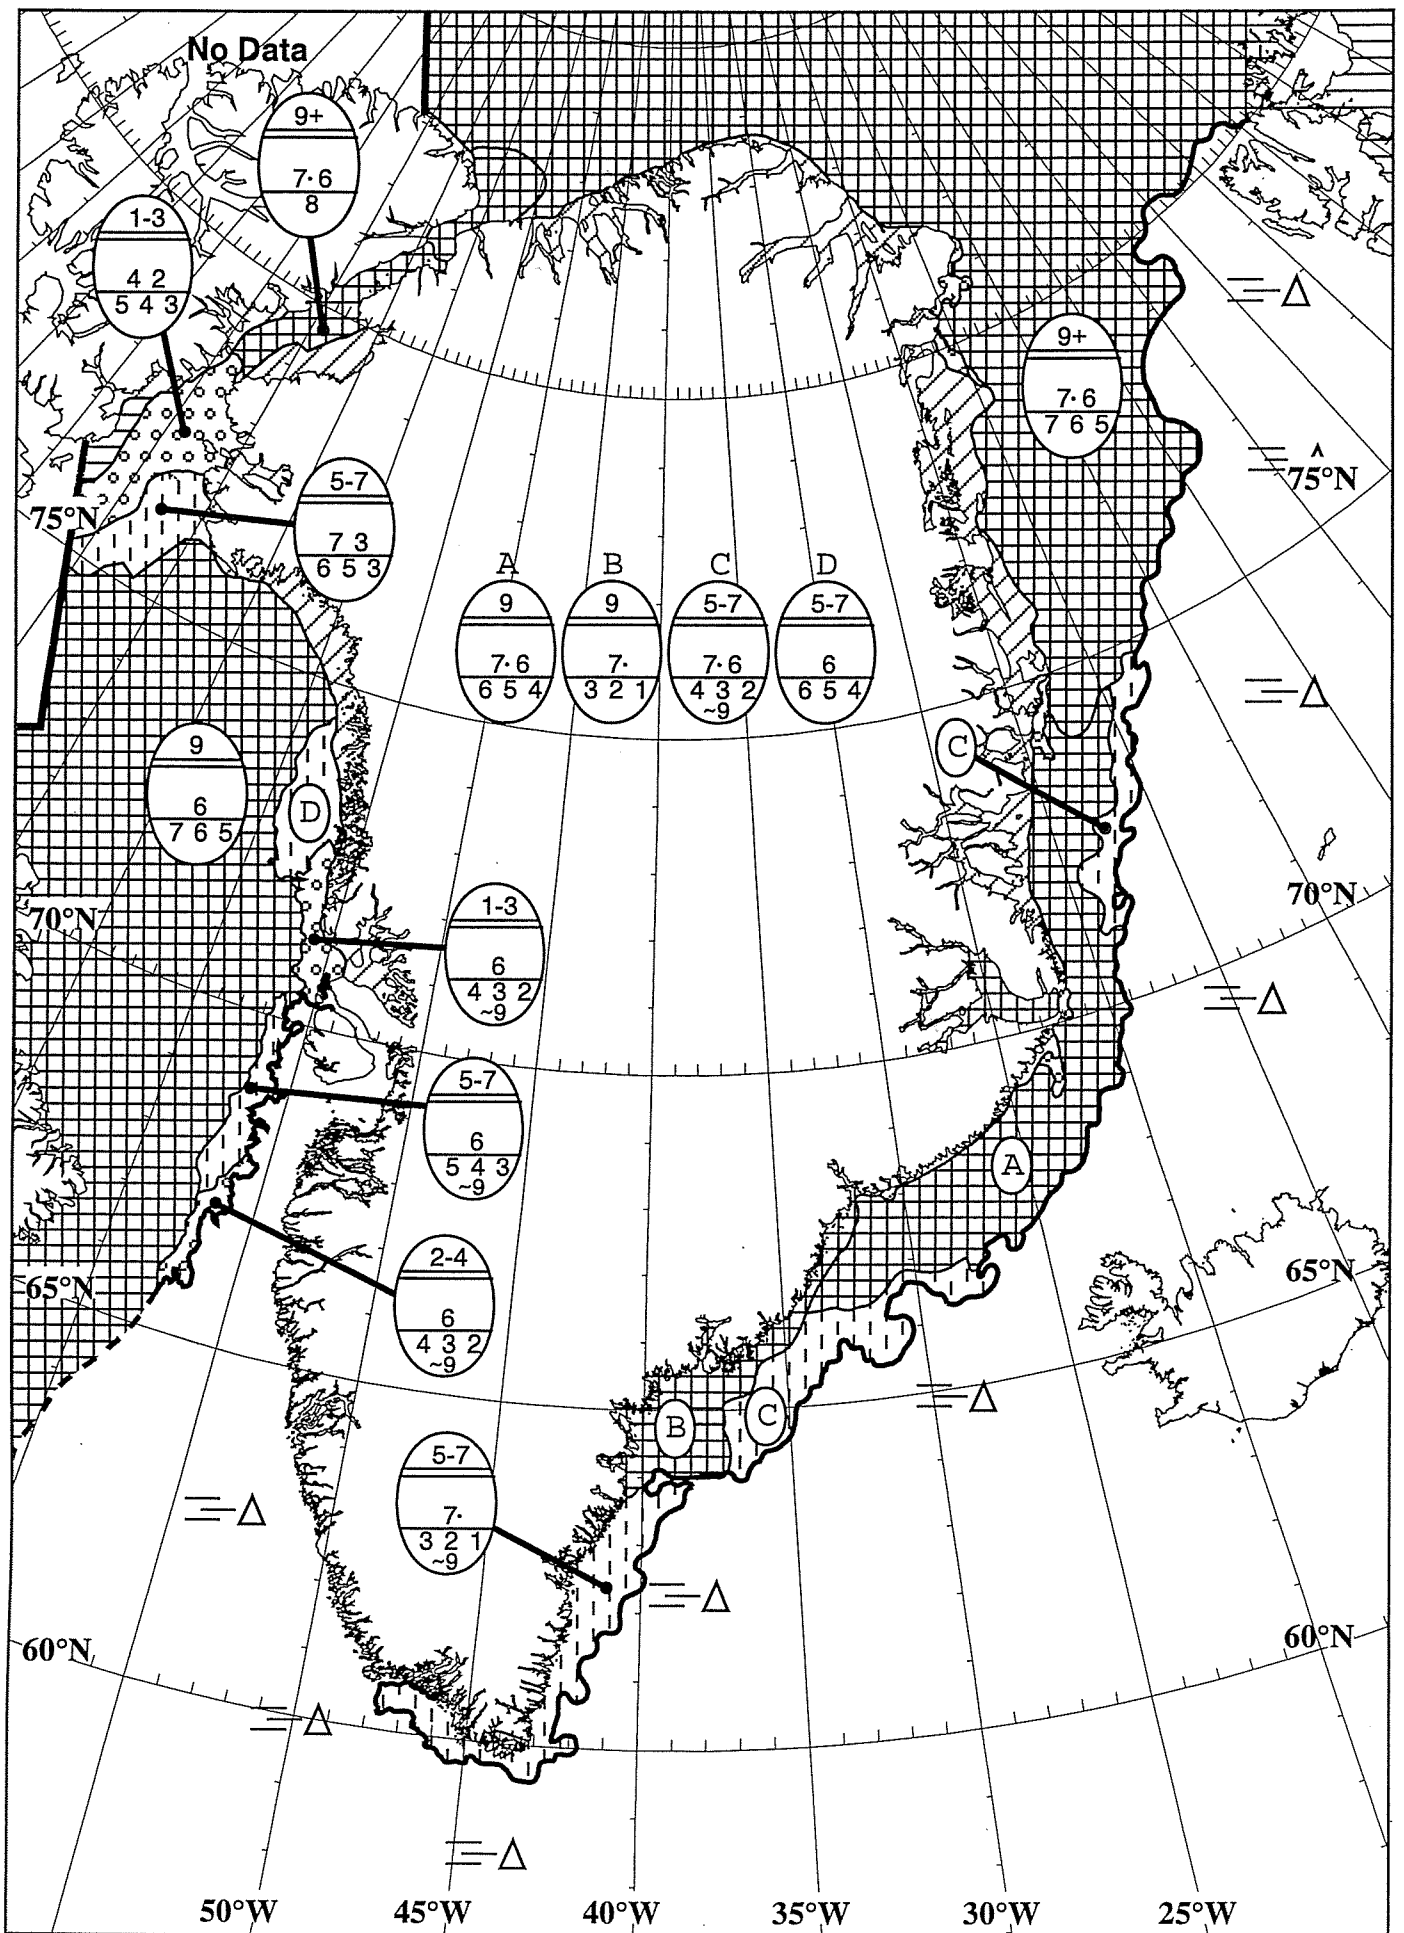 No Data
9+
7· 6
8
1-3
4 2
5 4 3
9+
7· 6
7 6 5
75°N
75°N
5-7
7 3
6 5 3
A B C D
9 9 5-7 5-7
7· 6 7· 7· 6 6
6 5 4 3 2 1 4 3 2 6 5 4
~9
9
6
7 6 5
D
C
70°N
70°N
1-3
6
4 3 2
~9
5-7
6
5 4 3
~9
A
65°N
65°N
2-4
6
4 3 2
~9
B
C
5-7
7·
3 2 1
~9
60°N
60°N
50°W 45°W 40°W 35°W 30°W 25°W